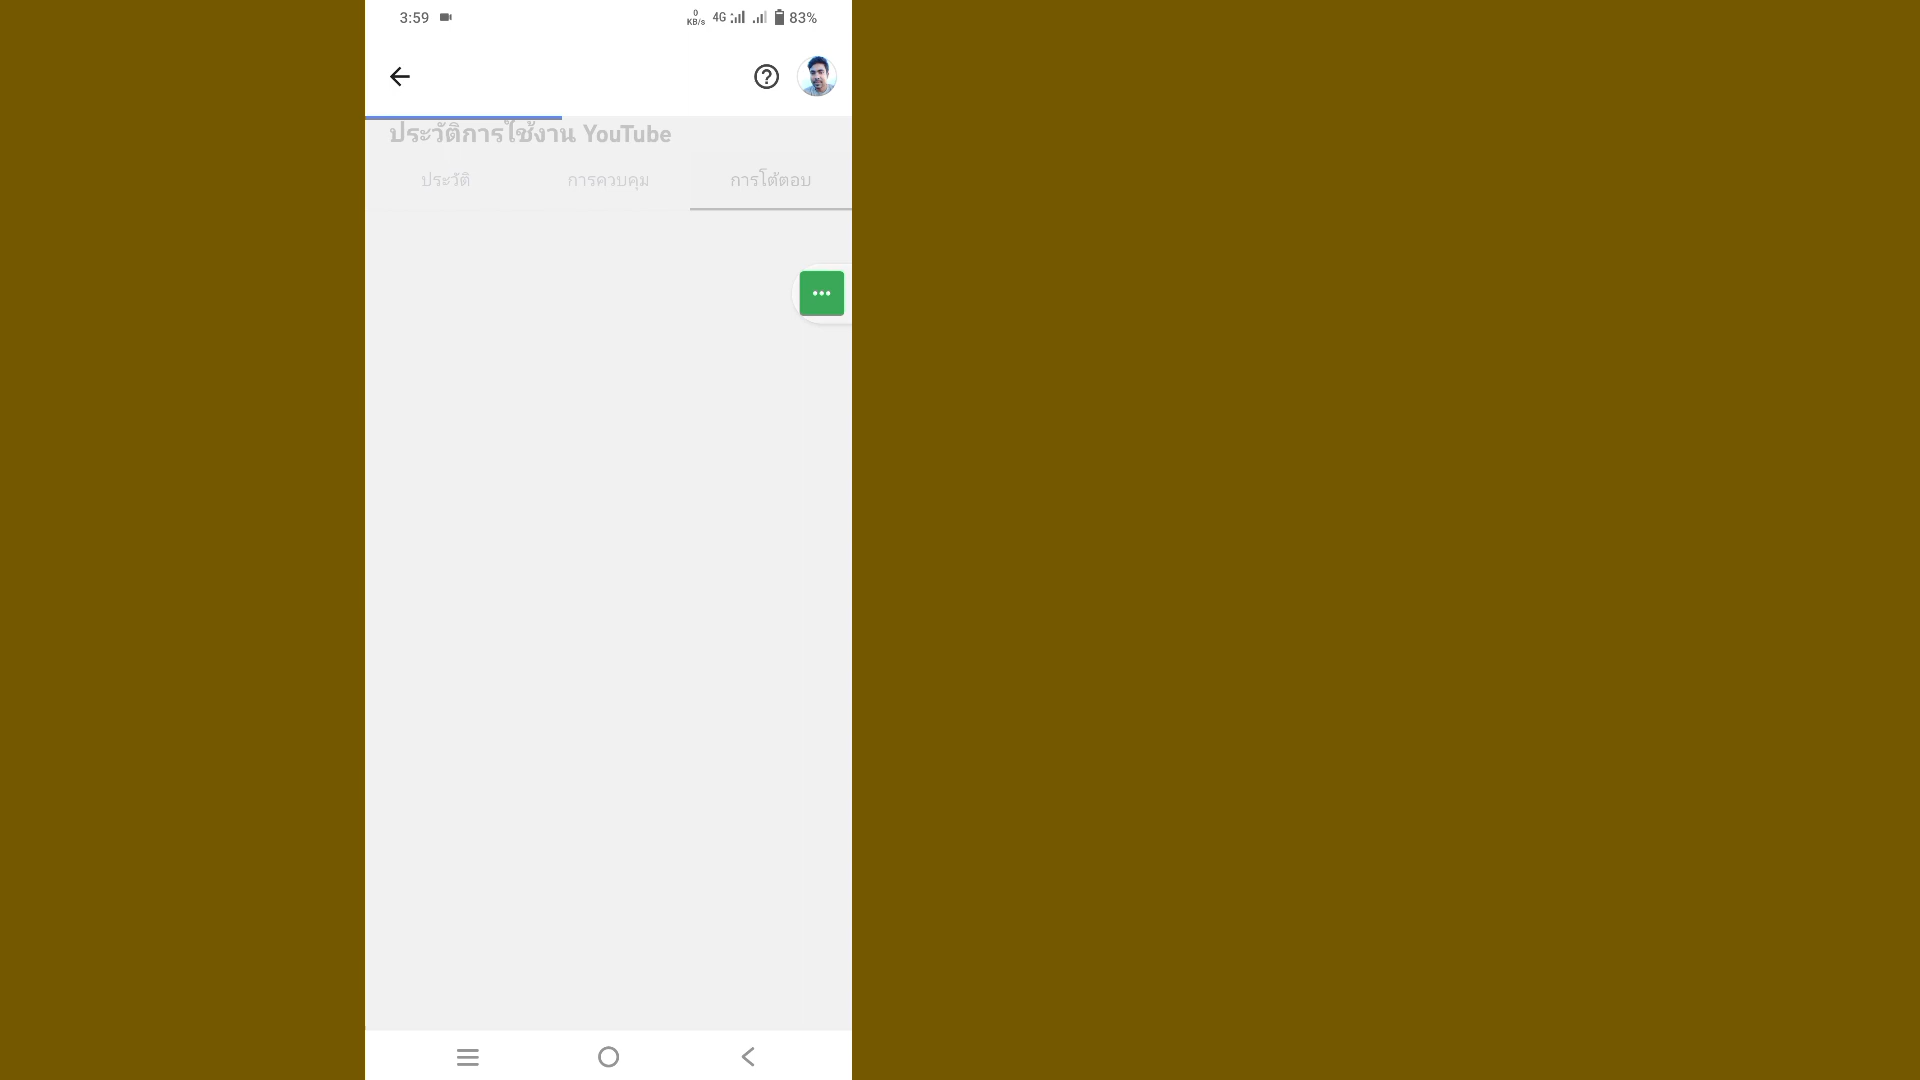 3:59
0 KB/s 4G 83%
ประวัติการใช้งาน YouTube
ประวัติ
การควบคุม
การโต้ตอบ